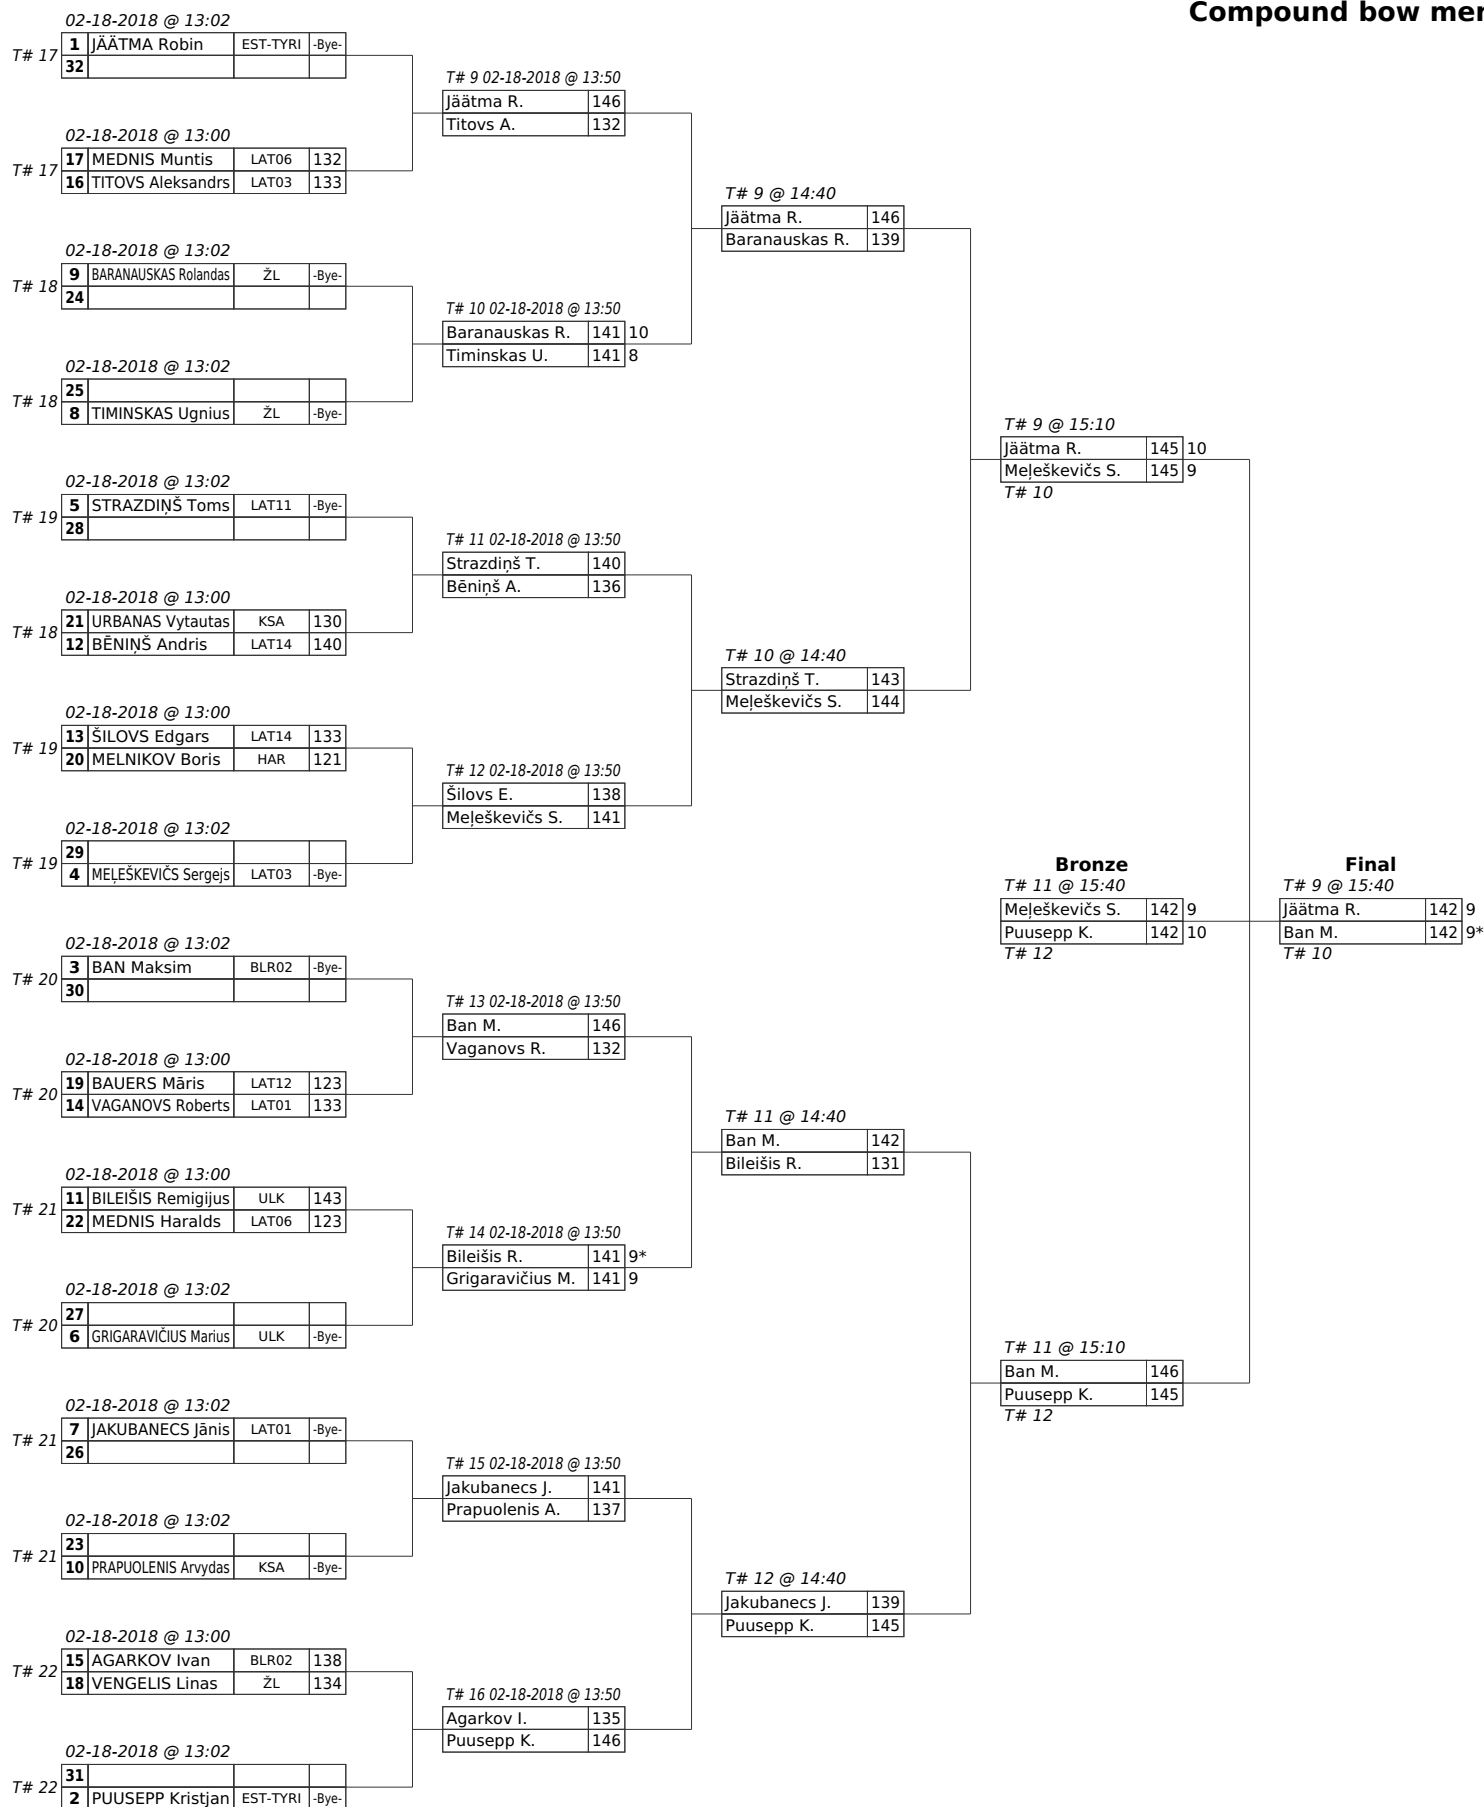 Compound bow men
02-18-2018 @ 13:02
T# 17
1 JÄÄTMA Robin EST-TYRI -Bye-
32
02-18-2018 @ 13:00
T# 17
17 MEDNIS Muntis LAT06 132
16 TITOVS Aleksandrs LAT03 133
02-18-2018 @ 13:02
T# 18
9 BARANAUSKAS Rolandas ŽL -Bye-
24
02-18-2018 @ 13:02
T# 18
25
8 TIMINSKAS Ugnius ŽL -Bye-
02-18-2018 @ 13:02
T# 19
5 STRAZDIŅŠ Toms LAT11 -Bye-
28
02-18-2018 @ 13:00
T# 18
21 URBANAS Vytautas KSA 130
12 BĒNIŅŠ Andris LAT14 140
02-18-2018 @ 13:00
T# 19
13 ŠILOVS Edgars LAT14 133
20 MELNIKOV Boris HAR 121
02-18-2018 @ 13:02
T# 19
29
4 MEĻEŠKEVIČS Sergejs LAT03 -Bye-
02-18-2018 @ 13:02
T# 20
3 BAN Maksim BLR02 -Bye-
30
02-18-2018 @ 13:00
T# 20
19 BAUERS Māris LAT12 123
14 VAGANOVS Roberts LAT01 133
02-18-2018 @ 13:00
T# 21
11 BILEIŠIS Remigijus ULK 143
22 MEDNIS Haralds LAT06 123
02-18-2018 @ 13:02
T# 20
27
6 GRIGARAVIČIUS Marius ULK -Bye-
02-18-2018 @ 13:02
T# 21
7 JAKUBANECS Jānis LAT01 -Bye-
26
02-18-2018 @ 13:02
T# 21
23
10 PRAPUOLENIS Arvydas KSA -Bye-
02-18-2018 @ 13:00
T# 22
15 AGARKOV Ivan BLR02 138
18 VENGELIS Linas ŽL 134
02-18-2018 @ 13:02
T# 22
31
2 PUUSEPP Kristjan EST-TYRI -Bye-
T# 9 02-18-2018 @ 13:50
Jäätma R. 146
Titovs A. 132
T# 10 02-18-2018 @ 13:50
Baranauskas R. 141 10
Timinskas U. 141 8
T# 11 02-18-2018 @ 13:50
Strazdiņš T. 140
Bēniņš A. 136
T# 12 02-18-2018 @ 13:50
Šilovs E. 138
Meļeškevičs S. 141
T# 13 02-18-2018 @ 13:50
Ban M. 146
Vaganovs R. 132
T# 14 02-18-2018 @ 13:50
Bileišis R. 141 9*
Grigaravičius M. 141 9
T# 15 02-18-2018 @ 13:50
Jakubanecs J. 141
Prapuolenis A. 137
T# 16 02-18-2018 @ 13:50
Agarkov I. 135
Puusepp K. 146
T# 9 @ 14:40
Jäätma R. 146
Baranauskas R. 139
T# 10 @ 14:40
Strazdiņš T. 143
Meļeškevičs S. 144
T# 11 @ 14:40
Ban M. 142
Bileišis R. 131
T# 12 @ 14:40
Jakubanecs J. 139
Puusepp K. 145
T# 9 @ 15:10
Jäätma R. 145 10
Meļeškevičs S. 145 9
T# 10
T# 11 @ 15:10
Ban M. 146
Puusepp K. 145
T# 12
Bronze
T# 11 @ 15:40
Meļeškevičs S. 142 9
Puusepp K. 142 10
T# 12
Final
T# 9 @ 15:40
Jäätma R. 142 9
Ban M. 142 9*
T# 10